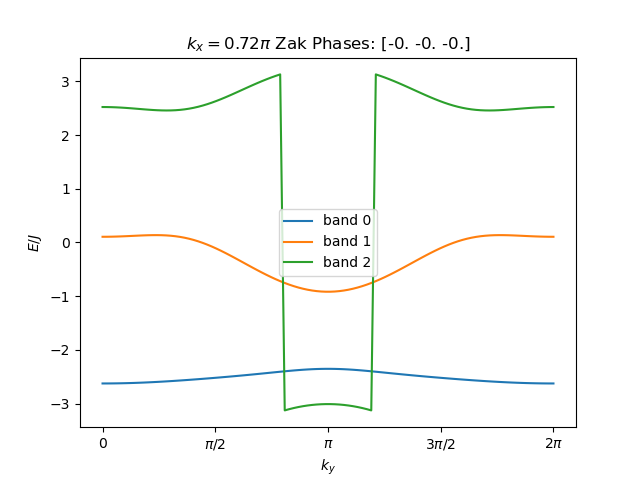 $k_x = 0.72\pi$ Zak Phases: [-0. -0. -0.]
E/J
3
2
1
0
−1
−2
−3
band 0
band 1
band 2
0
π/2
π
3π/2
2π
$k_y$